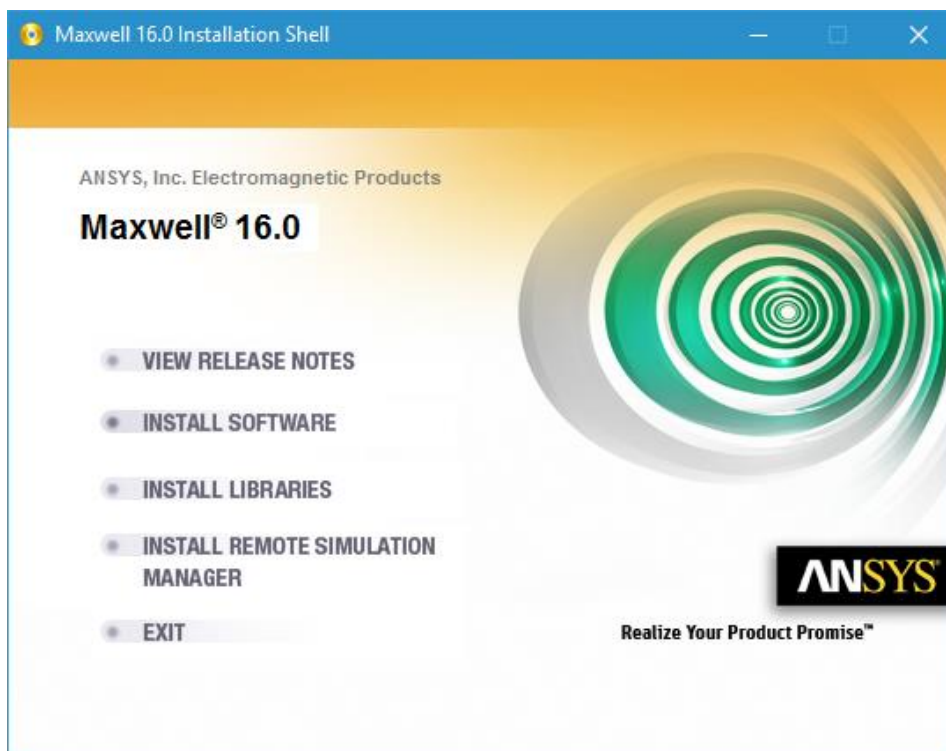 Maxwell 16.0 Installation Shell
ANSYS, Inc. Electromagnetic Products
Maxwell® 16.0
VIEW RELEASE NOTES
INSTALL SOFTWARE
INSTALL LIBRARIES
INSTALL REMOTE SIMULATION
MANAGER
EXIT
ANSYS®
Realize Your Product Promise™